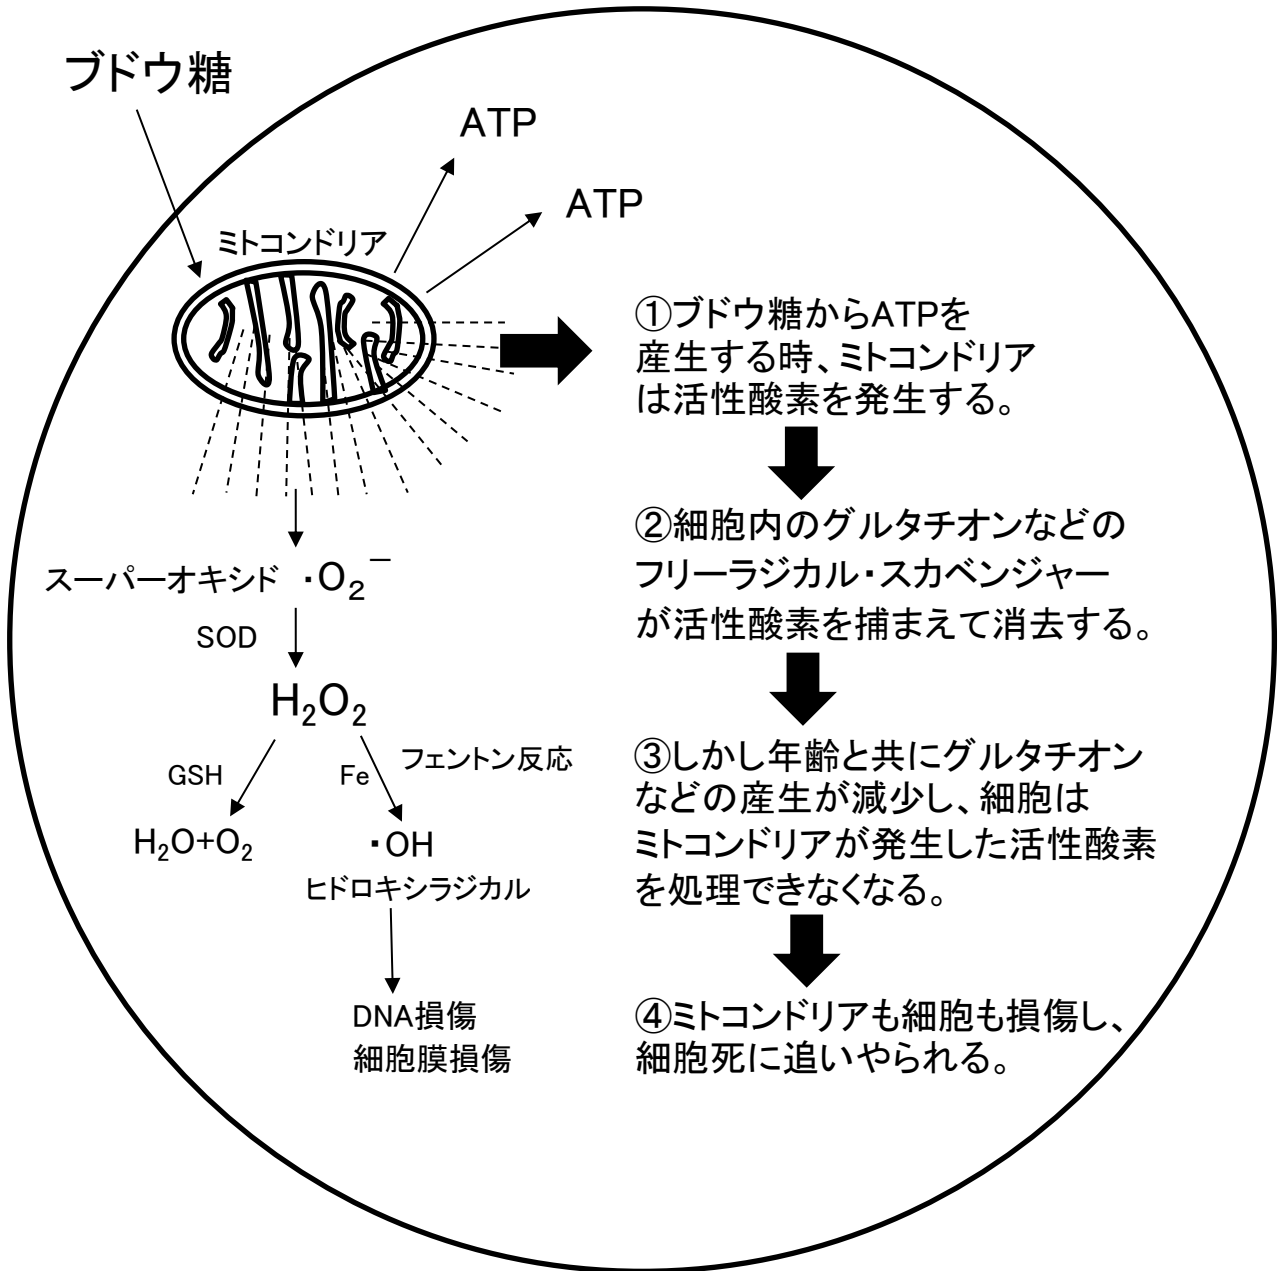 ブドウ糖
ATP
ATP
ミトコンドリア
①ブドウ糖からATPを
産生する時、ミトコンドリア
は活性酸素を発生する。
②細胞内のグルタチオンなどの
フリーラジカル・スカベンジャー
が活性酸素を捕まえて消去する。
③しかし年齢と共にグルタチオン
などの産生が減少し、細胞は
ミトコンドリアが発生した活性酸素
を処理できなくなる。
④ミトコンドリアも細胞も損傷し、
細胞死に追いやられる。
スーパーオキシド ・O₂⁻
SOD
H₂O₂
GSH
Fe
フェントン反応
H₂O+O₂
・OH
ヒドロキシラジカル
DNA損傷
細胞膜損傷